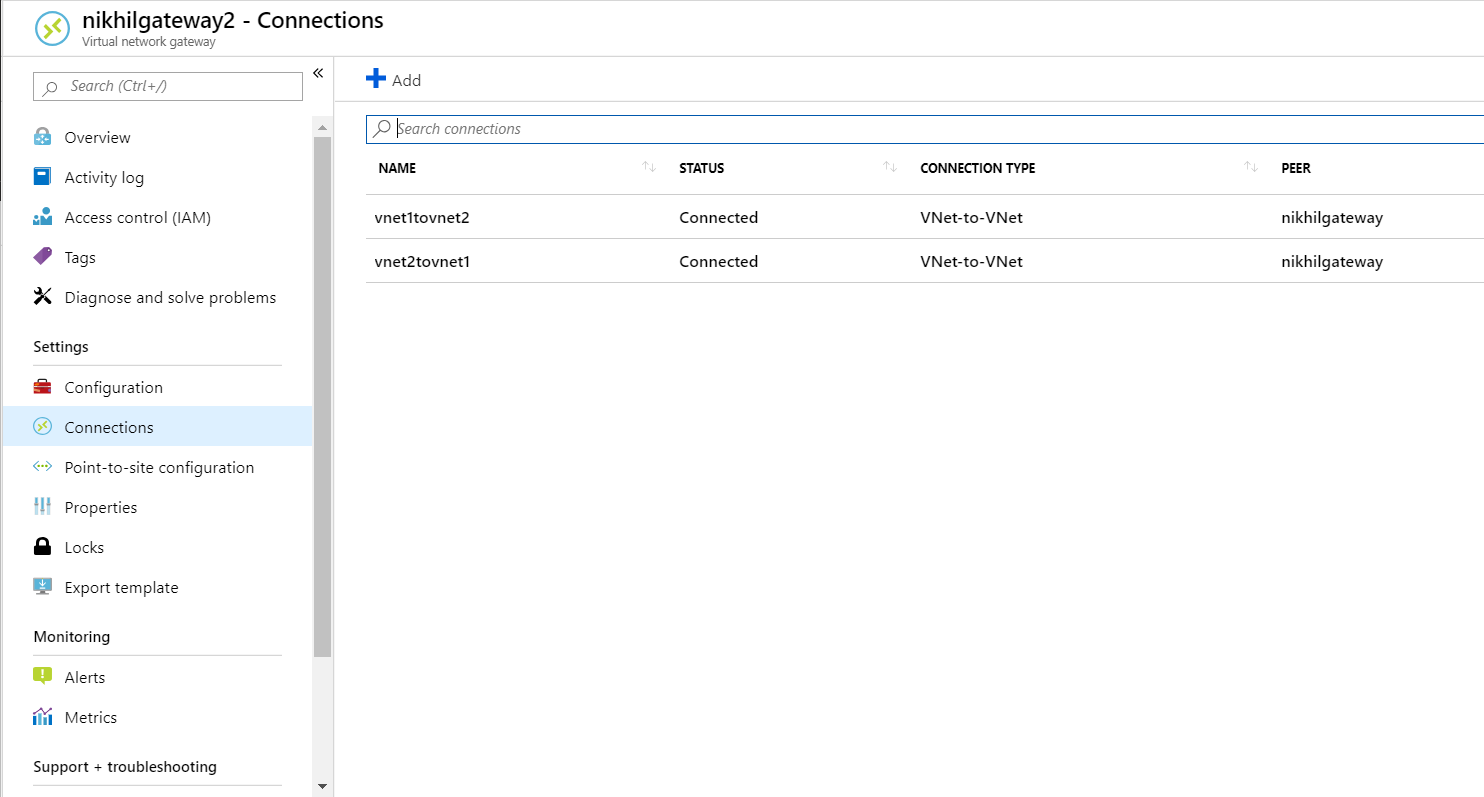 nikhilgateway2 - Connections
Virtual network gateway
Search (Ctrl+/)
«
Overview
Activity log
Access control (IAM)
Tags
Diagnose and solve problems
Settings
Configuration
Connections
Point-to-site configuration
Properties
Locks
Export template
Monitoring
Alerts
Metrics
Support + troubleshooting
Add
Search connections
NAME STATUS CONNECTION TYPE PEER
vnet1tovnet2 Connected VNet-to-VNet nikhilgateway
vnet2tovnet1 Connected VNet-to-VNet nikhilgateway